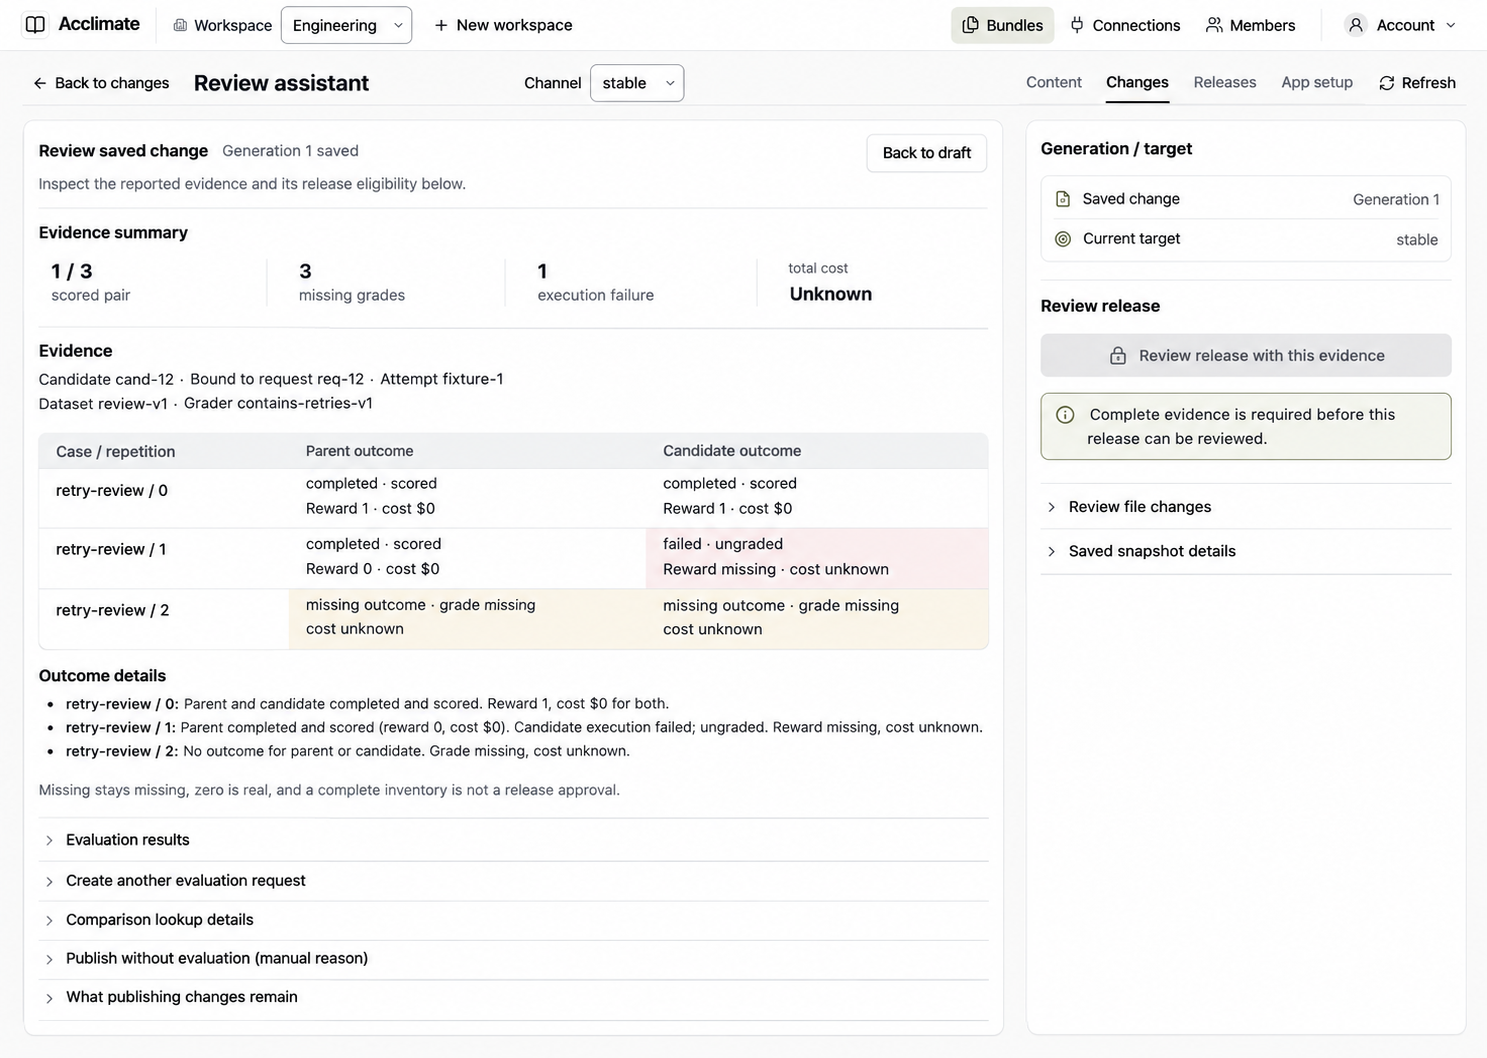 Acclimate
Workspace
Engineering
New workspace
Bundles
Connections
Members
Account
Back to changes
Review assistant
Channel
stable
Content
Changes
Releases
App setup
Refresh
Review saved change
Generation 1 saved
Back to draft
Inspect the reported evidence and its release eligibility below.
Evidence summary
1 / 3
scored pair
3
missing grades
1
execution failure
total cost
Unknown
Evidence
Candidate cand-12 · Bound to request req-12 · Attempt fixture-1
Dataset review-v1 · Grader contains-retries-v1
Case / repetition
Parent outcome
Candidate outcome
retry-review / 0
completed · scored
Reward 1 · cost $0
completed · scored
Reward 1 · cost $0
retry-review / 1
completed · scored
Reward 0 · cost $0
failed · ungraded
Reward missing · cost unknown
retry-review / 2
missing outcome · grade missing
cost unknown
missing outcome · grade missing
cost unknown
Outcome details
• retry-review / 0: Parent and candidate completed and scored. Reward 1, cost $0 for both.
• retry-review / 1: Parent completed and scored (reward 0, cost $0). Candidate execution failed; ungraded. Reward missing, cost unknown.
• retry-review / 2: No outcome for parent or candidate. Grade missing, cost unknown.
Missing stays missing, zero is real, and a complete inventory is not a release approval.
Evaluation results
Create another evaluation request
Comparison lookup details
Publish without evaluation (manual reason)
What publishing changes remain
Generation / target
Saved change
Generation 1
Current target
stable
Review release
Review release with this evidence
Complete evidence is required before this
release can be reviewed.
Review file changes
Saved snapshot details